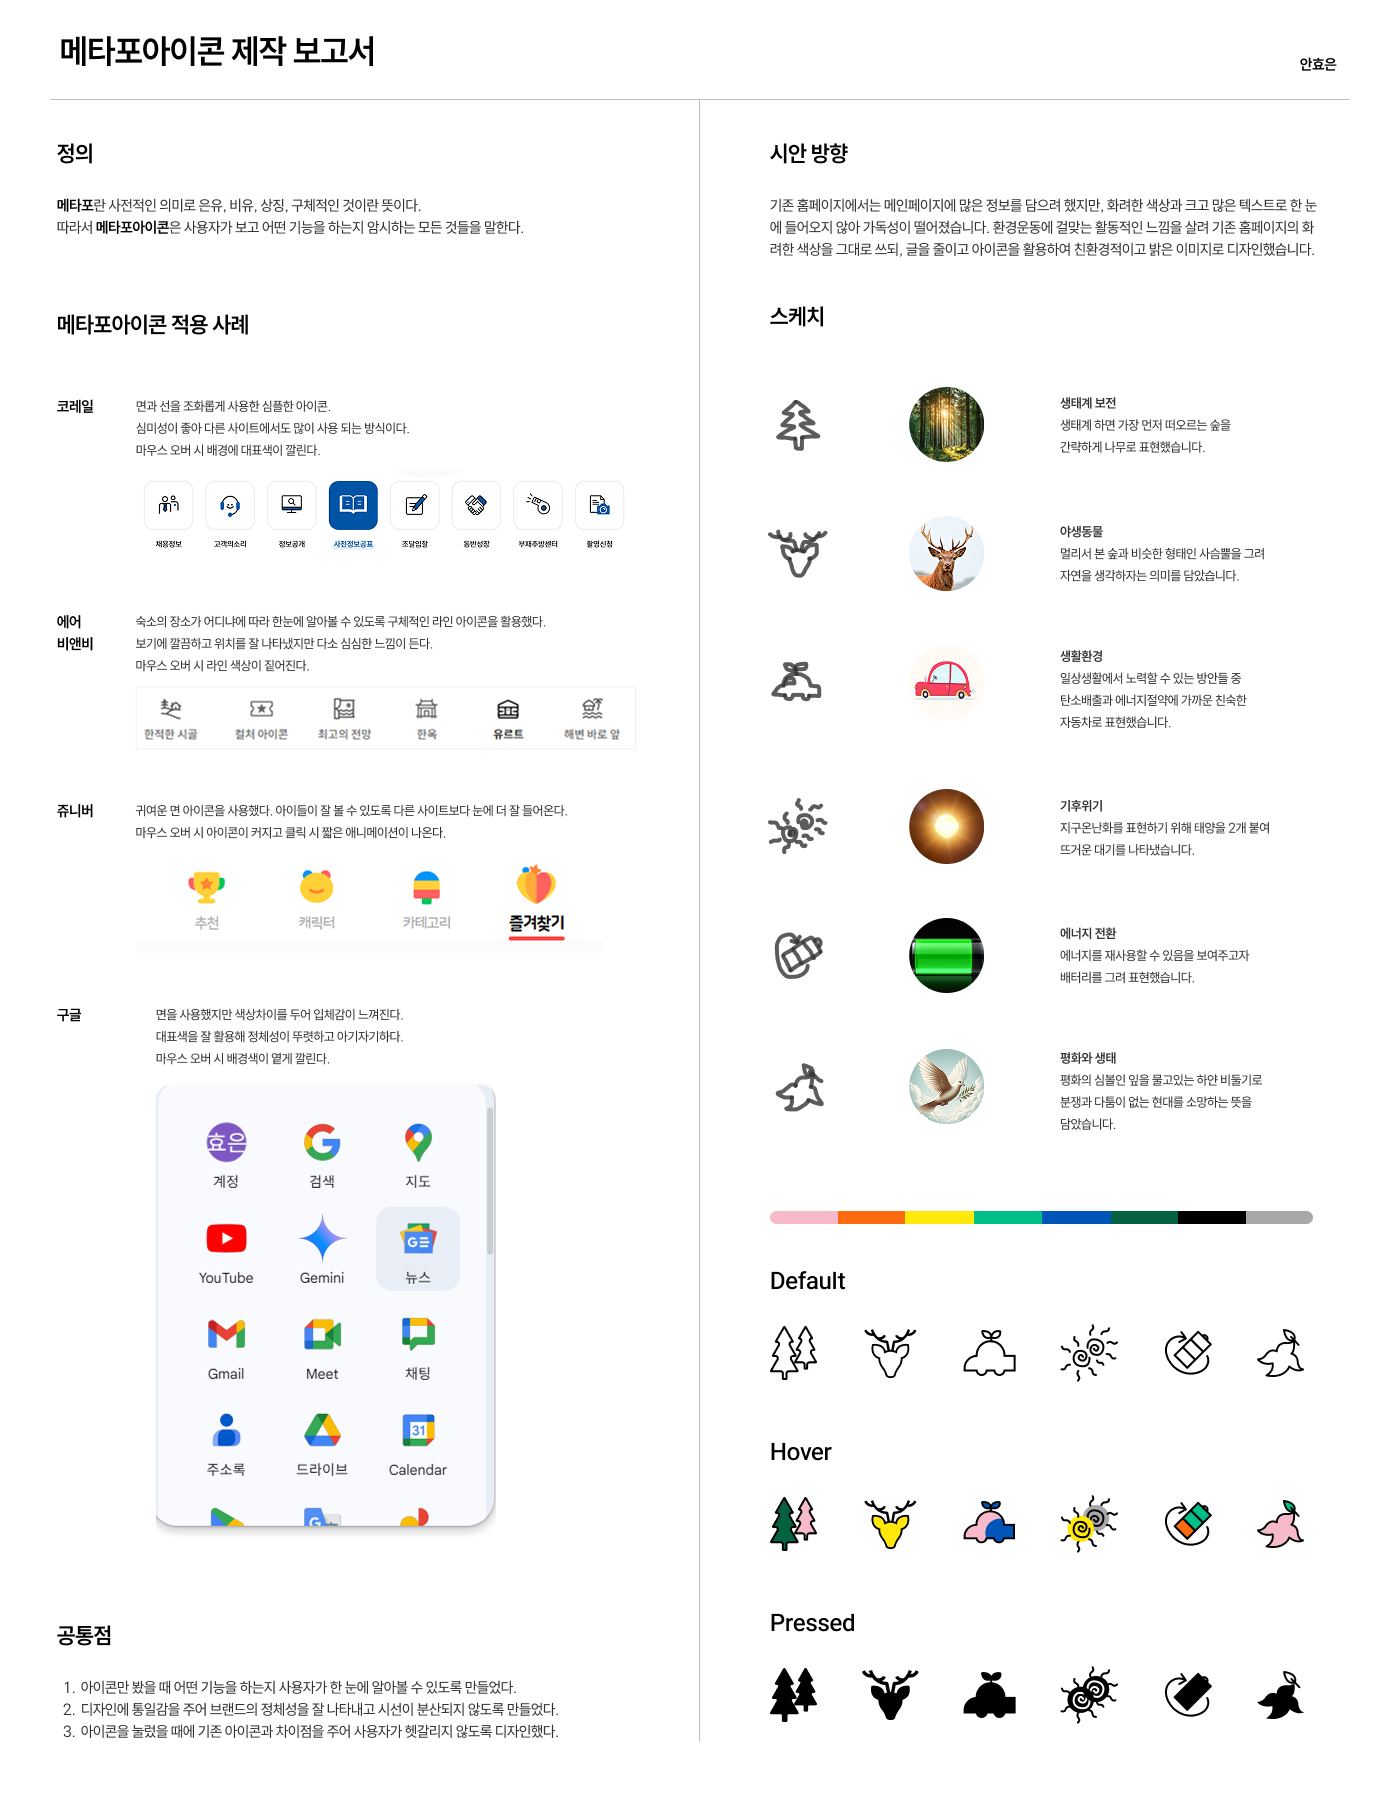 메타포아이콘 제작 보고서
안효은
정의
메타포란 사전적인 의미로 은유, 비유, 상징, 구체적인 것이란 뜻이다.
따라서 메타포아이콘은 사용자가 보고 어떤 기능을 하는지 암시하는 모든 것들을 말한다.
메타포아이콘 적용 사례
코레일
면과 선을 조화롭게 사용한 심플한 아이콘.
심미성이 좋아 다른 사이트에서도 많이 사용 되는 방식이다.
마우스 오버 시 배경에 대표색이 깔린다.
채용정보
고객의소리
정보공개
사전정보공표
조달입찰
동반성장
부패추방센터
촬영신청
에어
비앤비
숙소의 장소가 어디냐에 따라 한눈에 알아볼 수 있도록 구체적인 라인 아이콘을 활용했다.
보기에 깔끔하고 위치를 잘 나타냈지만 다소 심심한 느낌이 든다.
마우스 오버 시 라인 색상이 짙어진다.
한적한 시골
컬처 아이콘
최고의 전망
한옥
유르트
해변 바로 앞
쥬니버
귀여운 면 아이콘을 사용했다. 아이들이 잘 볼 수 있도록 다른 사이트보다 눈에 더 잘 들어온다.
마우스 오버 시 아이콘이 커지고 클릭 시 짧은 애니메이션이 나온다.
추천
캐릭터
카테고리
즐겨찾기
구글
면을 사용했지만 색상차이를 두어 입체감이 느껴진다.
대표색을 잘 활용해 정체성이 뚜렷하고 아기자기하다.
마우스 오버 시 배경색이 옅게 깔린다.
효은
계정
검색
지도
YouTube
Gemini
뉴스
Gmail
Meet
채팅
31
주소록
드라이브
Calendar
공통점
1. 아이콘만 봤을 때 어떤 기능을 하는지 사용자가 한 눈에 알아볼 수 있도록 만들었다.
2. 디자인에 통일감을 주어 브랜드의 정체성을 잘 나타내고 시선이 분산되지 않도록 만들었다.
3. 아이콘을 눌렀을 때에 기존 아이콘과 차이점을 주어 사용자가 헷갈리지 않도록 디자인했다.
시안 방향
기존 홈페이지에서는 메인페이지에 많은 정보를 담으려 했지만, 화려한 색상과 크고 많은 텍스트로 한 눈
에 들어오지 않아 가독성이 떨어졌습니다. 환경운동에 걸맞는 활동적인 느낌을 살려 기존 홈페이지의 화
려한 색상을 그대로 쓰되, 글을 줄이고 아이콘을 활용하여 친환경적이고 밝은 이미지로 디자인했습니다.
스케치
생태계 보전
생태계 하면 가장 먼저 떠오르는 숲을
간략하게 나무로 표현했습니다.
야생동물
멀리서 본 숲과 비슷한 형태인 사슴뿔을 그려
자연을 생각하자는 의미를 담았습니다.
생활환경
일상생활에서 노력할 수 있는 방안들 중
탄소배출과 에너지절약에 가까운 친숙한
자동차로 표현했습니다.
기후위기
지구온난화를 표현하기 위해 태양을 2개 붙여
뜨거운 대기를 나타냈습니다.
에너지 전환
에너지를 재사용할 수 있음을 보여주고자
배터리를 그려 표현했습니다.
평화와 생태
평화의 심볼인 잎을 물고있는 하얀 비둘기로
분쟁과 다툼이 없는 현대를 소망하는 뜻을
담았습니다.
Default
Hover
Pressed